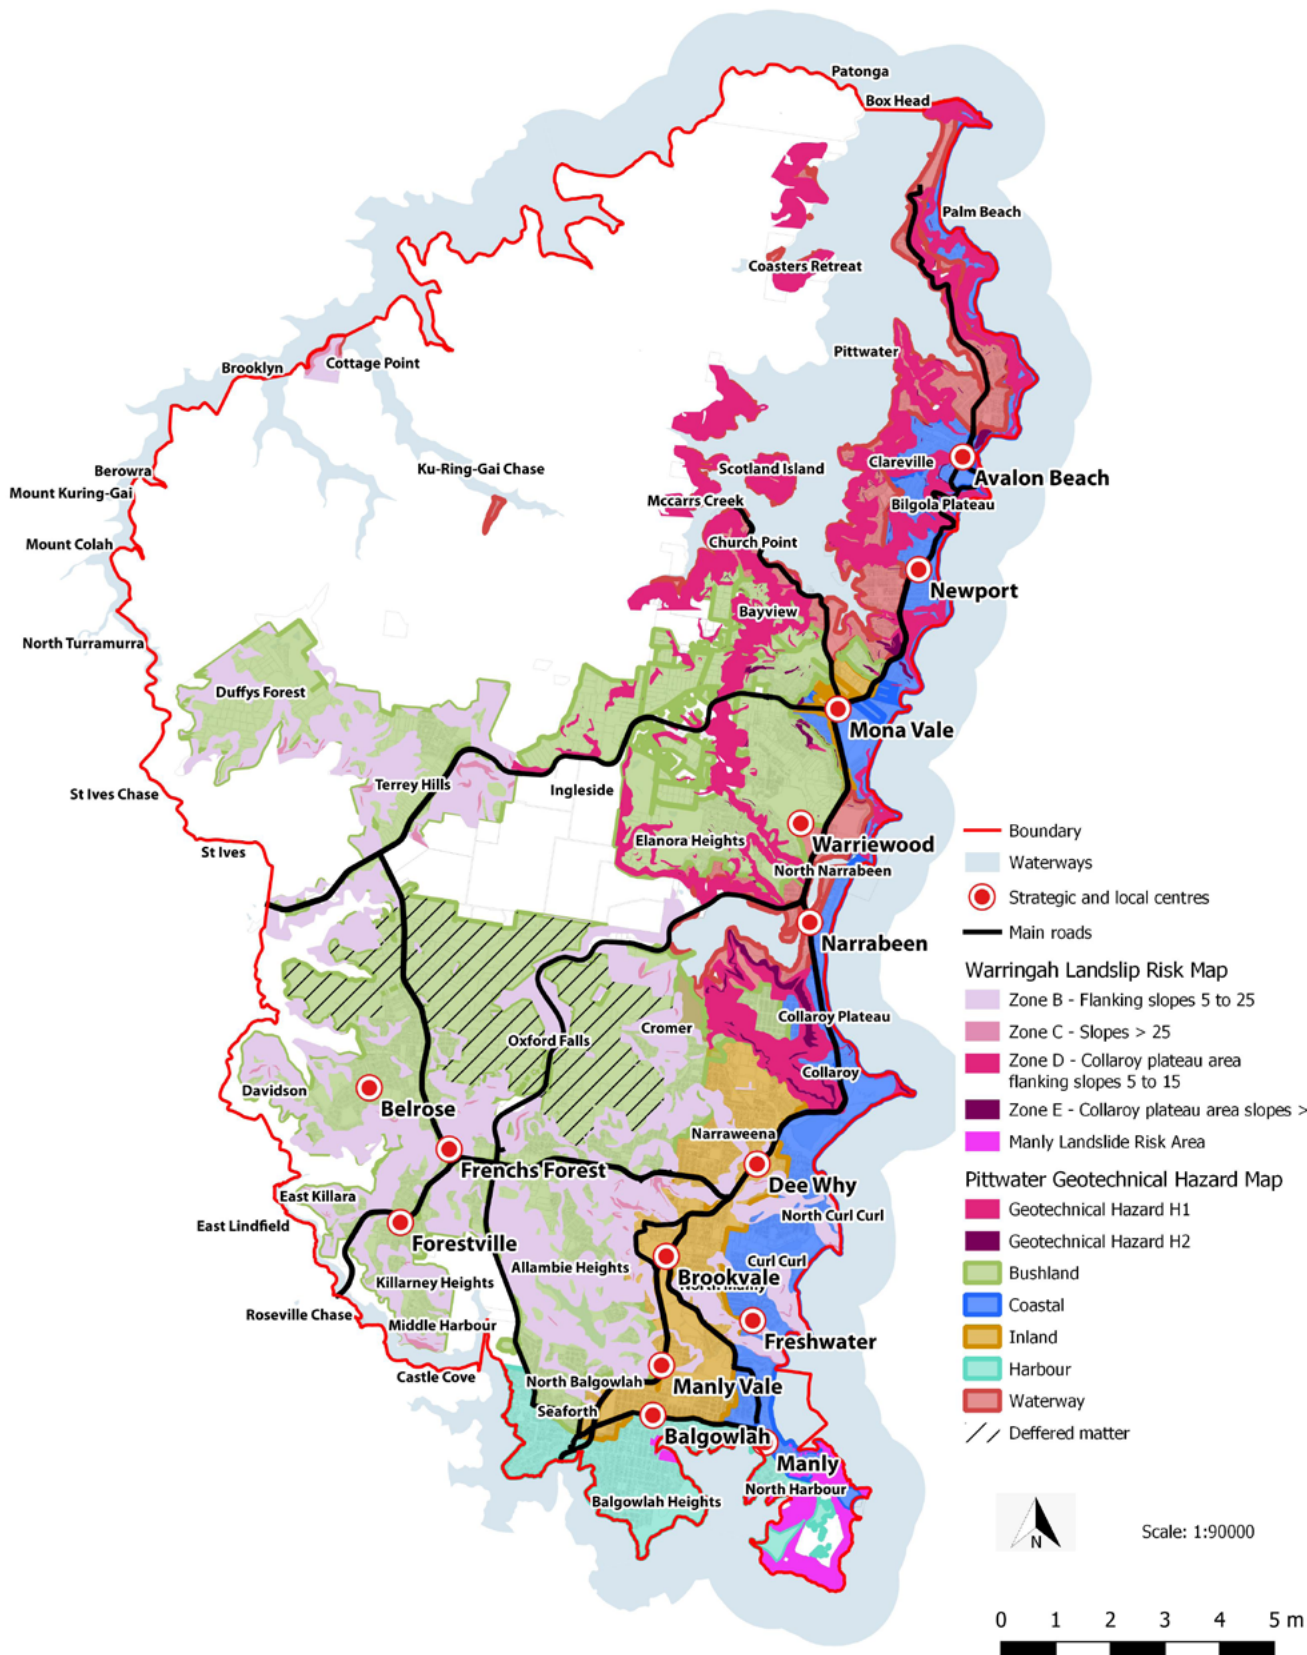 Patonga
Box Head
Palm Beach
Coasters Retreat
Pittwater
Cottage Point
Brooklyn
Clareville
Scotland Island
Ku-Ring-Gai Chase
Berowra
Avalon Beach
Mount Kuring-Gai
Mccarrs Creek
Bilgola Plateau
Church Point
Mount Colah
Newport
Bayview
North Turramurra
Duffys Forest
Mona Vale
Terrey Hills
Ingleside
St Ives Chase
Elanora Heights
Warriewood
St Ives
North Narrabeen
Narrabeen
Collaroy Plateau
Cromer
Oxford Falls
Collaroy
Davidson
Belrose
Narraweena
Frenchs Forest
Dee Why
East Killara
North Curl Curl
East Lindfield
Forestville
Curl Curl
Allambie Heights
Brookvale
Killarney Heights
North Manly
Roseville Chase
Middle Harbour
Freshwater
Castle Cove
North Balgowlah
Manly Vale
Seaforth
Balgowlah
Manly
North Harbour
Balgowlah Heights
Boundary
Waterways
Strategic and local centres
Main roads
Warringah Landslip Risk Map
Zone B - Flanking slopes 5 to 25
Zone C - Slopes > 25
Zone D - Collaroy plateau area
flanking slopes 5 to 15
Zone E - Collaroy plateau area slopes >
Manly Landslide Risk Area
Pittwater Geotechnical Hazard Map
Geotechnical Hazard H1
Geotechnical Hazard H2
Bushland
Coastal
Inland
Harbour
Waterway
Deffered matter
N
Scale: 1:90000
0 1 2 3 4 5 m